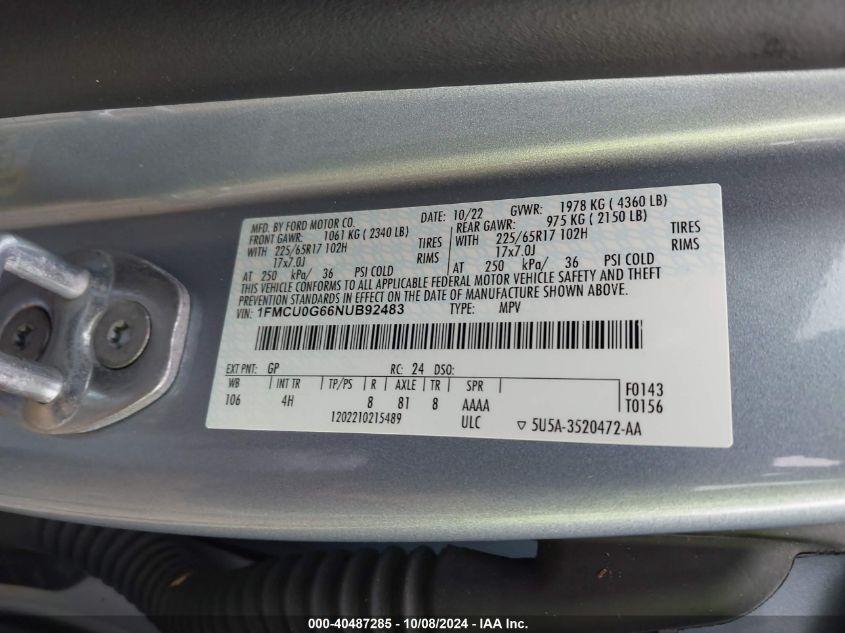 MFD. BY FORD MOTOR CO.
DATE: 10/22 GVWR: 1978 KG ( 4360 LB)
FRONT GAWR: 1061 KG ( 2340 LB)
REAR GAWR: 975 KG ( 2150 LB)
WITH 225/65R17 102H TIRES
WITH 225/65R17 102H TIRES
17x7.0J RIMS
17x7.0J RIMS
AT 250 kPa/ 36 PSI COLD
AT 250 kPa/ 36 PSI COLD
THIS VEHICLE CONFORMS TO ALL APPLICABLE FEDERAL MOTOR VEHICLE SAFETY AND THEFT
PREVENTION STANDARDS IN EFFECT ON THE DATE OF MANUFACTURE SHOWN ABOVE.
VIN: 1FMCU0G66NUB92483 TYPE: MPV
EXT PNT: GP RC: 24 DSO:
WB INT TR TP/PS R AXLE TR SPR
106 4H 8 81 8 AAAA
F0143
T0156
1202210215489 ULC ▽ 5U5A-3520472-AA
000-40487285 - 10/08/2024 - IAA Inc.